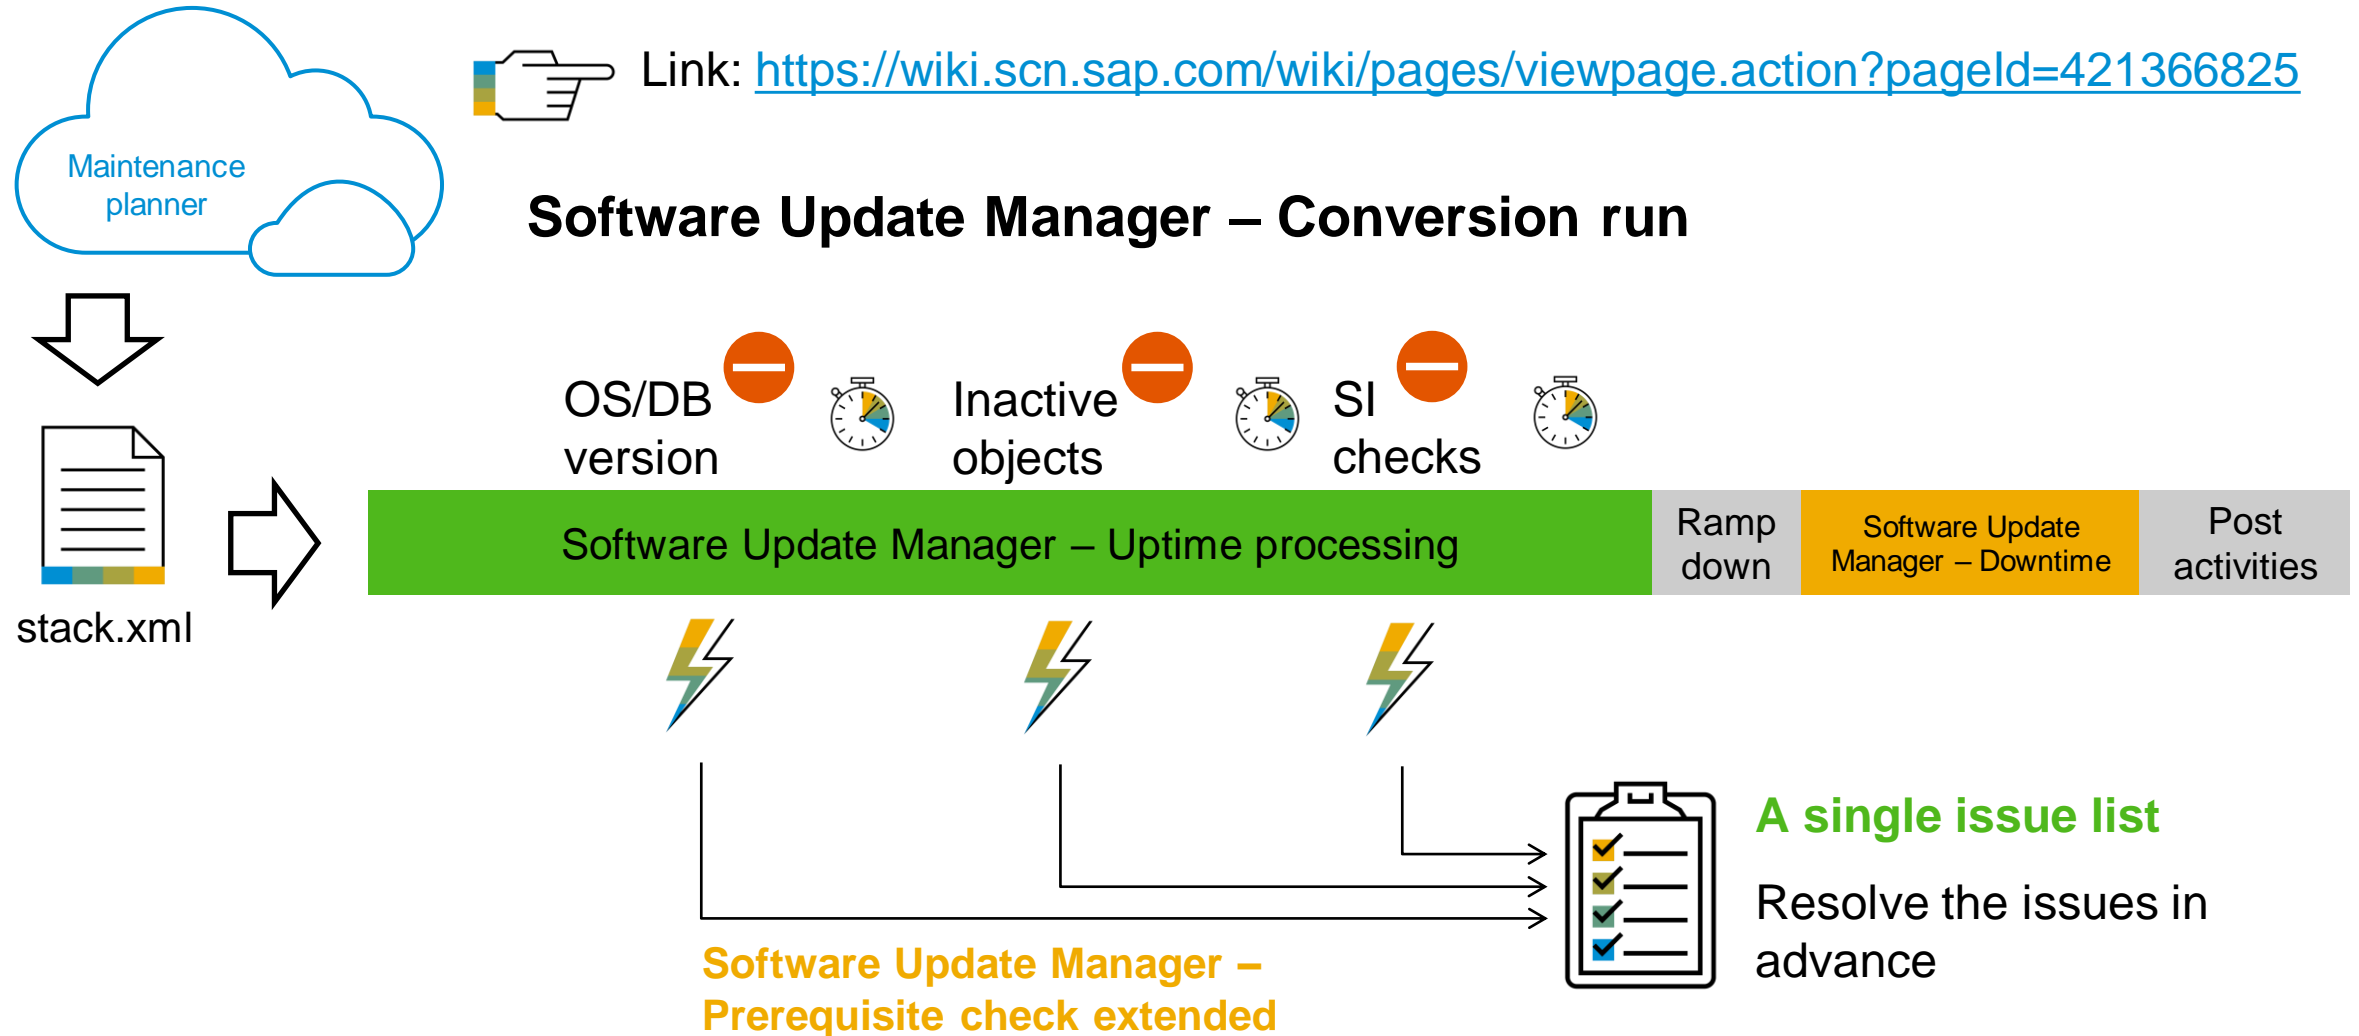 Link: https://wiki.scn.sap.com/wiki/pages/viewpage.action?pageId=421366825
Maintenance
planner
Software Update Manager – Conversion run
OS/DB
version
Inactive
objects
SI
checks
stack.xml
Software Update Manager – Uptime processing
Ramp
down
Software Update
Manager – Downtime
Post
activities
A single issue list
Resolve the issues in
advance
Software Update Manager –
Prerequisite check extended